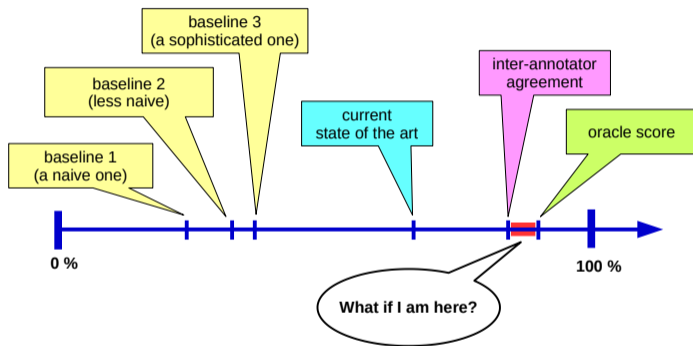 baseline 3
(a sophisticated one)
baseline 2
(less naive)
baseline 1
(a naive one)
current
state of the art
inter-annotator
agreement
oracle score
0 %
100 %
What if I am here?